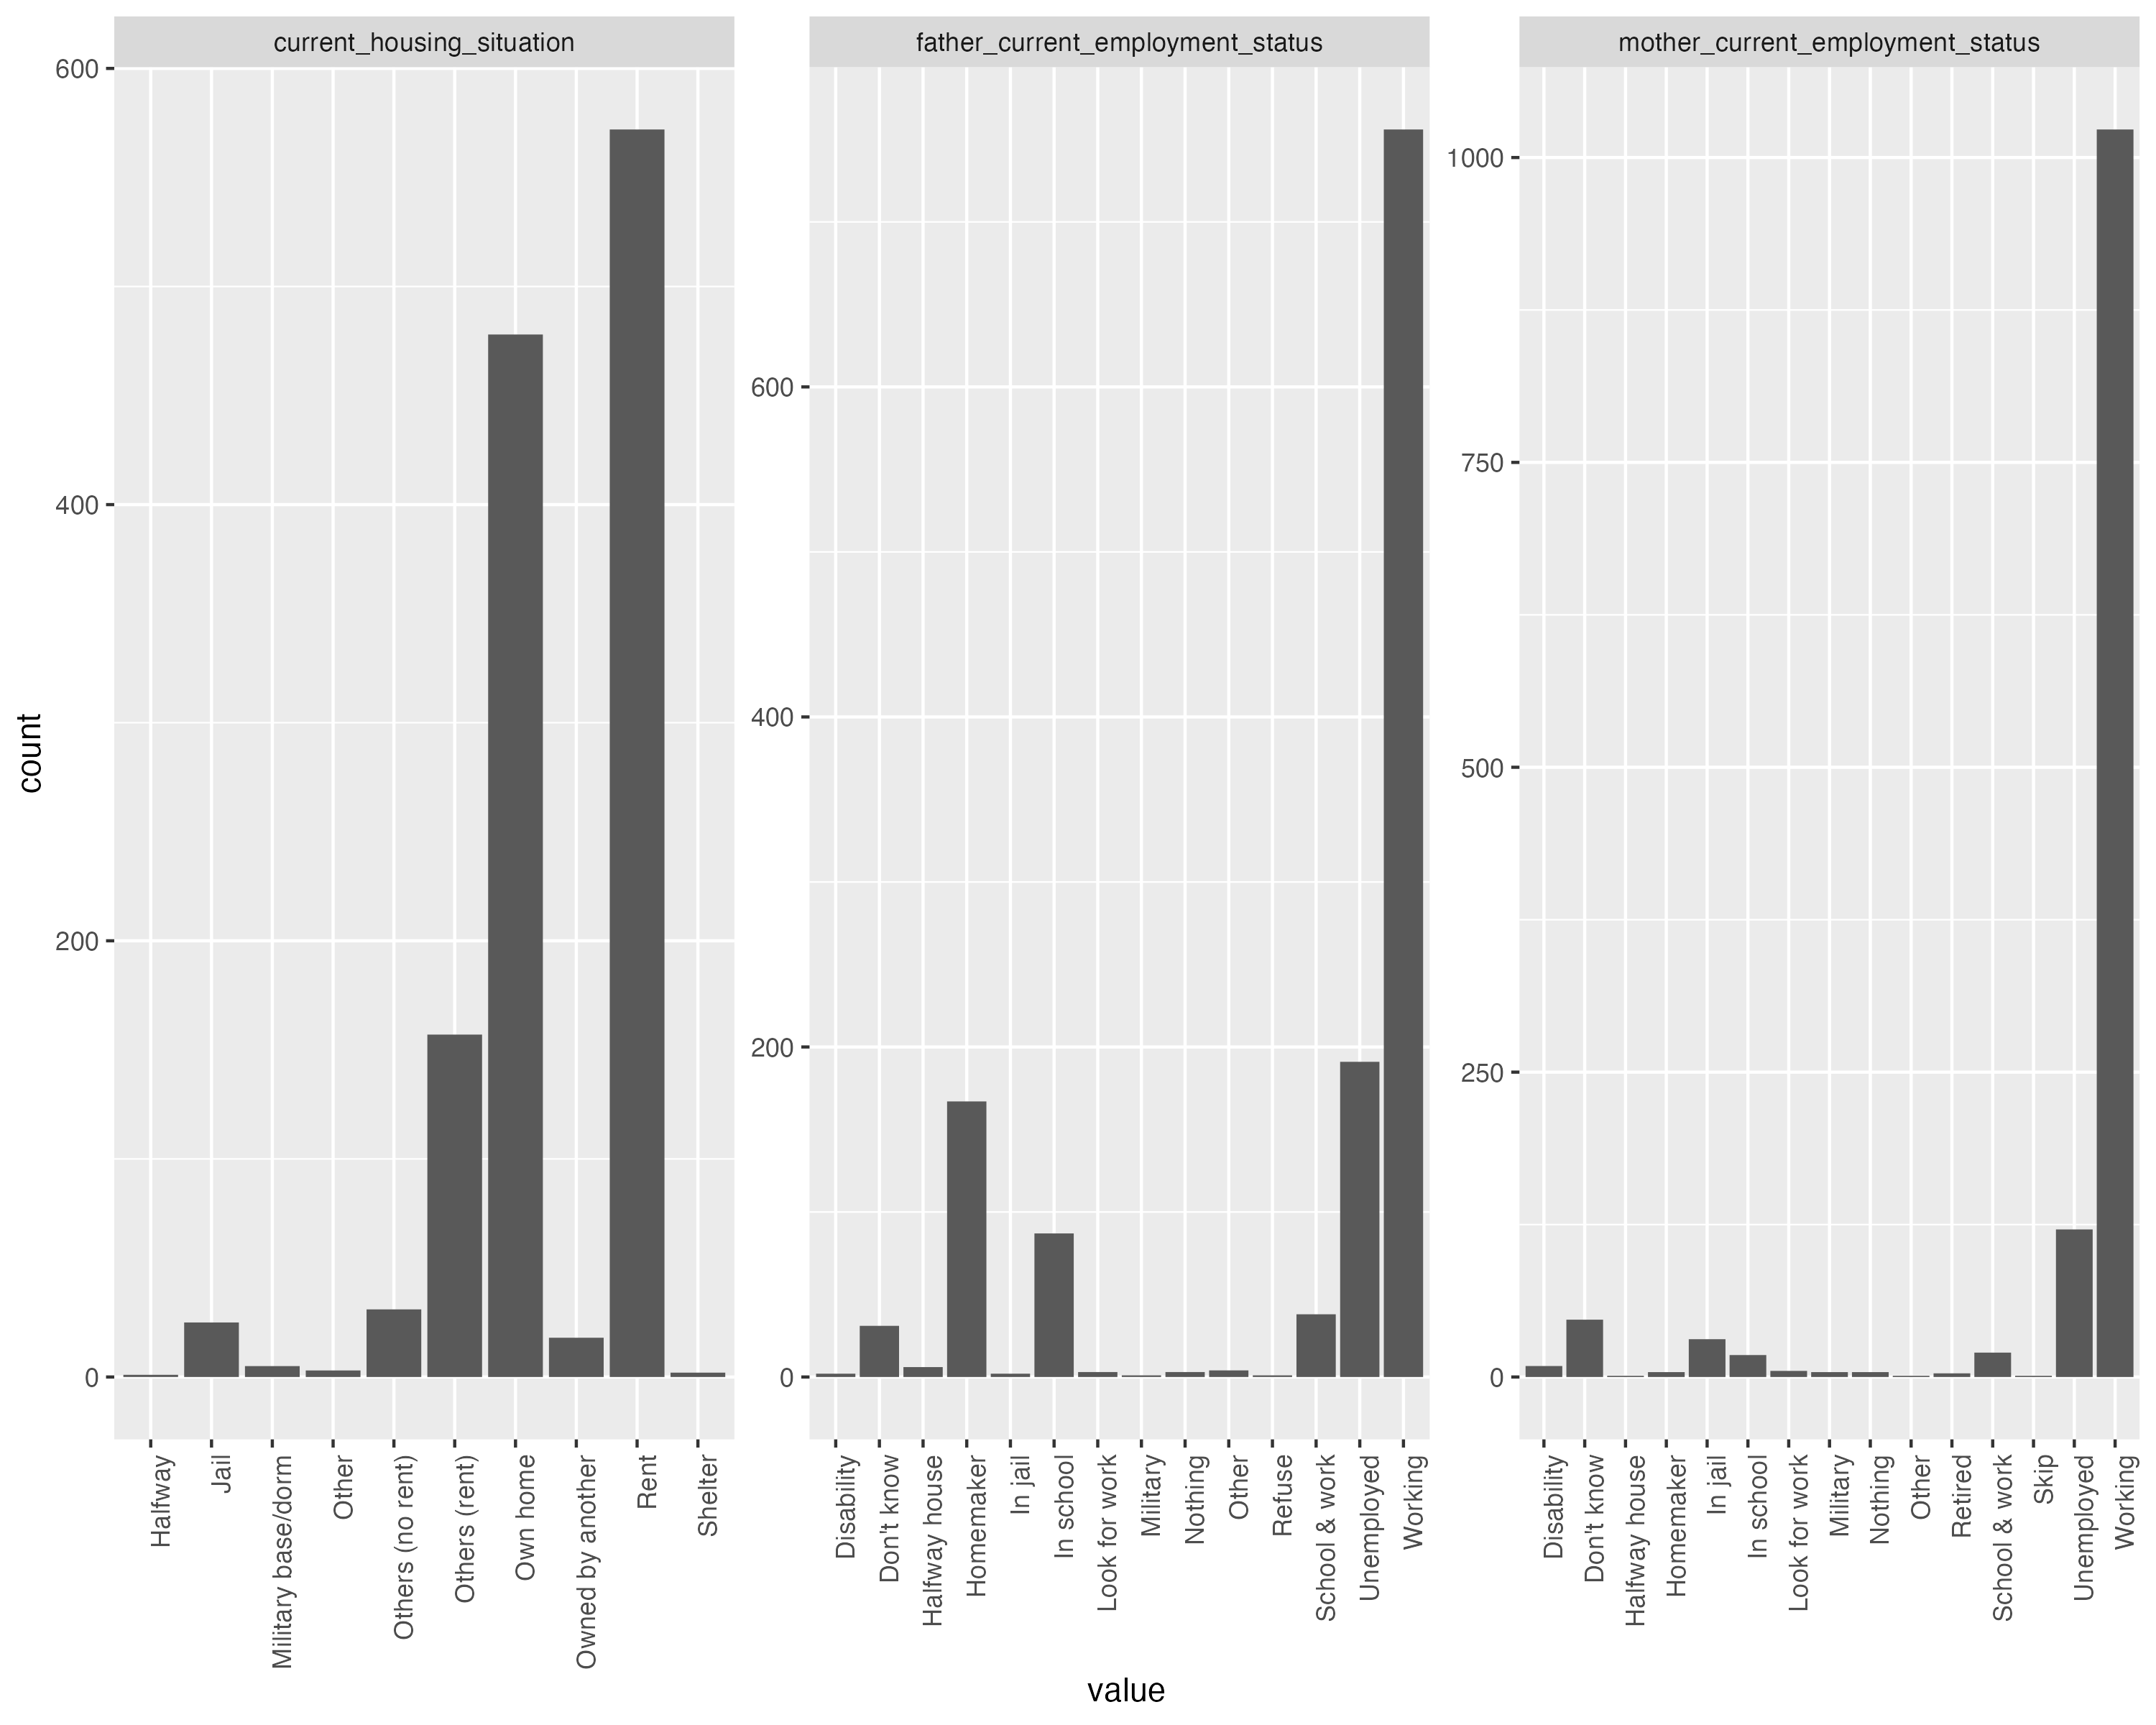 current_housing_situation
father_current_employment_status
mother_current_employment_status
count
600
400
200
0
600
400
200
0
1000
750
500
250
0
Halfway
Jail
Military base/dorm
Other
Others (no rent)
Others (rent)
Own home
Owned by another
Rent
Shelter
Disability
Don't know
Halfway house
Homemaker
In jail
In school
Look for work
Military
Nothing
Other
Refuse
School & work
Unemployed
Working
Disability
Don't know
Halfway house
Homemaker
In jail
In school
Look for work
Military
Nothing
Other
Retired
School & work
Skip
Unemployed
Working
value